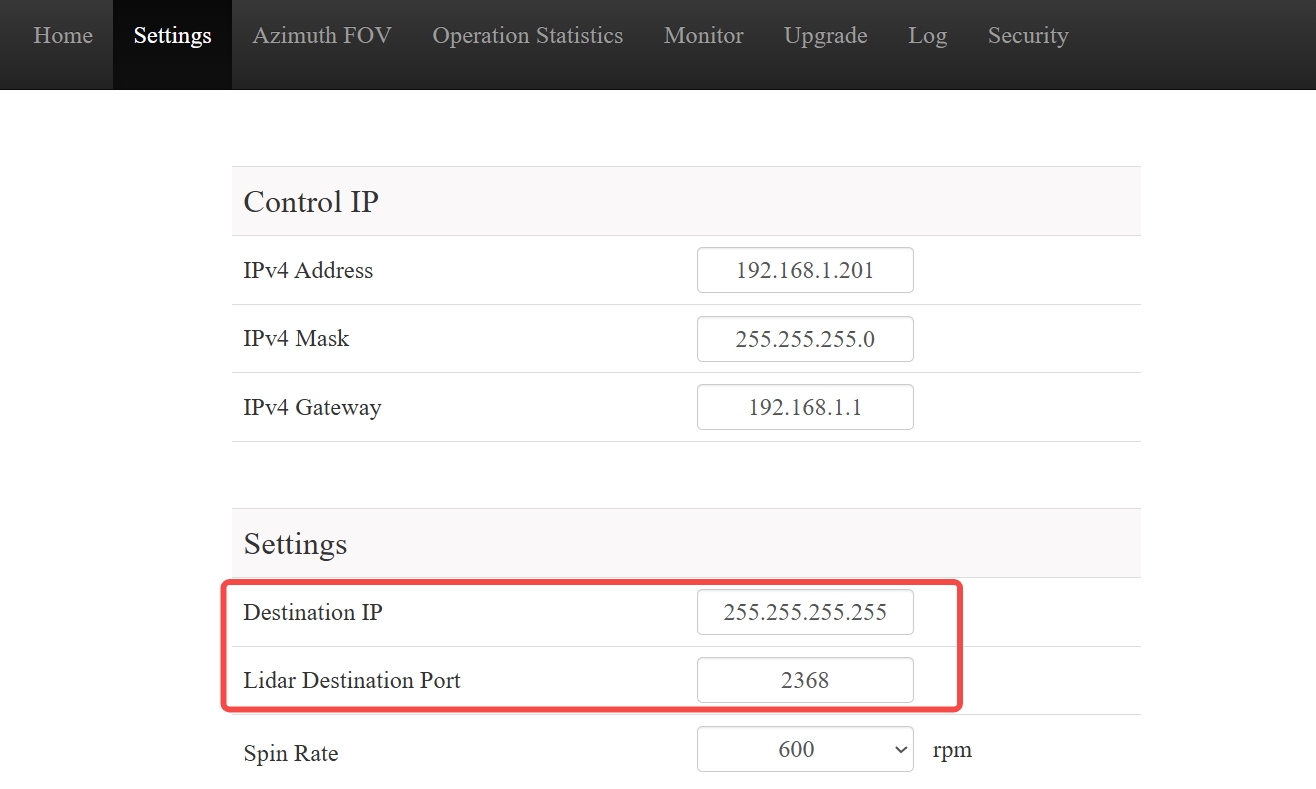 Home Settings Azimuth FOV Operation Statistics Monitor Upgrade Log Security
Control IP
IPv4 Address 192.168.1.201
IPv4 Mask 255.255.255.0
IPv4 Gateway 192.168.1.1
Settings
Destination IP 255.255.255.255
Lidar Destination Port 2368
Spin Rate 600 rpm